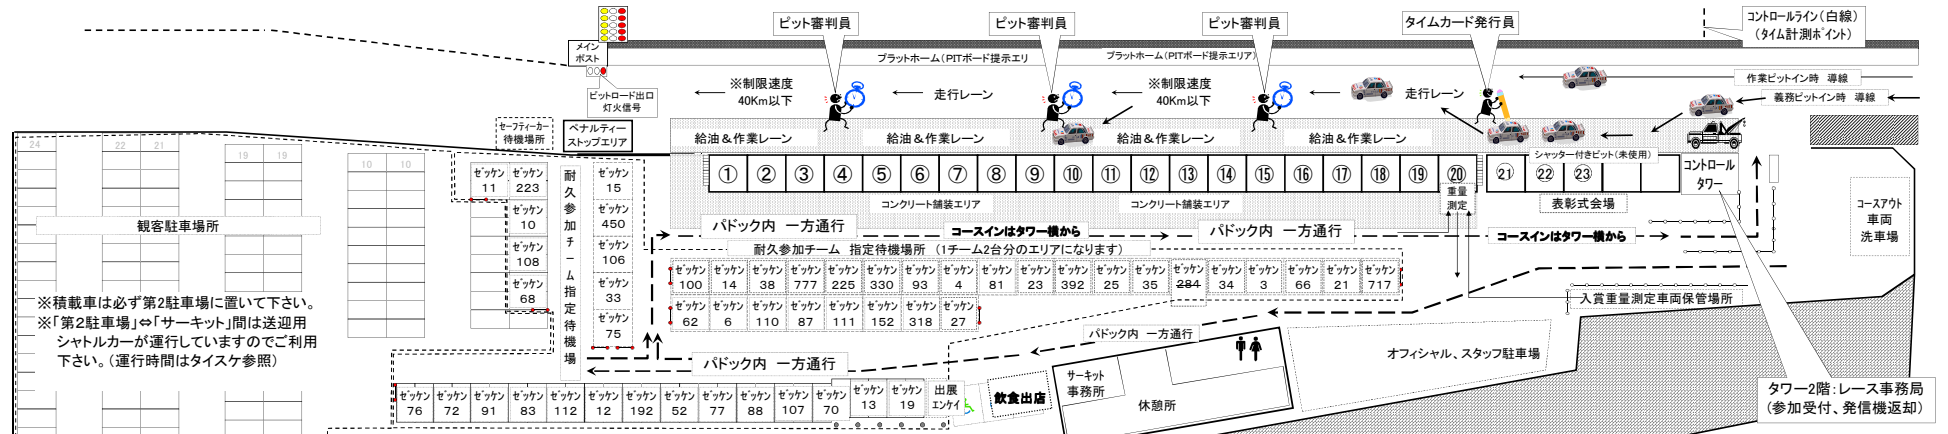 ピット審判員
ピット審判員
ピット審判員
タイムカード発行員
コントロールライン(白線)
(タイム計測ポイント)
メイン
ポスト
プラットホーム(PITボード提示エリ
プラットホーム(PITボード提示エリア)
ピットロード出口
灯火信号
※制限速度
40Km以下
走行レーン
※制限速度
40Km以下
走行レーン
作業ピットイン時 導線
義務ピットイン時 導線
セーフティーカー
待機場所
ペナルティー
ストップエリア
給油&作業レーン
給油&作業レーン
給油&作業レーン
給油&作業レーン
シャッター付きピット(未使用)
コントロール
タワー
① ② ③ ④ ⑤ ⑥ ⑦ ⑧ ⑨ ⑩ ⑪ ⑫ ⑬ ⑭ ⑮ ⑯ ⑰ ⑱ ⑲ ⑳ ㉑ ㉒ ㉓
重量
測定
表彰式会場
コンクリート舗装エリア
コンクリート舗装エリア
コースアウト
車両
洗車場
24 22 21 19 19 10 10
観客駐車場所
※積載車は必ず第2駐車場に置いて下さい。
※「第2駐車場」⇔「サーキット」間は送迎用
シャトルカーが運行していますのでご利用
下さい。(運行時間はタイスケ参照)
ゼッケン 11
ゼッケン 223
ゼッケン 10
ゼッケン 108
ゼッケン 68
耐久参加チーム指定待機場
ゼッケン 15
ゼッケン 450
ゼッケン 106
ゼッケン 33
ゼッケン 75
パドック内 一方通行
コースインはタワー横から
パドック内 一方通行
コースインはタワー横から
耐久参加チーム 指定待機場所 (1チーム2台分のエリアになります)
ゼッケン ゼッケン ゼッケン ゼッケン ゼッケン ゼッケン ゼッケン ゼッケン ゼッケン ゼッケン ゼッケン ゼッケン ゼッケン ゼッケン ゼッケン ゼッケン ゼッケン ゼッケン ゼッケン
100 14 38 777 225 330 93 4 81 23 392 25 35 284 34 3 66 21 717
ゼッケン ゼッケン ゼッケン ゼッケン ゼッケン ゼッケン ゼッケン ゼッケン
62 6 110 87 111 152 318 27
入賞重量測定車両保管場所
パドック内 一方通行
パドック内 一方通行
オフィシャル、スタッフ駐車場
サーキット
事務所
休憩所
飲食出店
出展
エンケイ
ゼッケン ゼッケン ゼッケン ゼッケン ゼッケン ゼッケン ゼッケン ゼッケン ゼッケン ゼッケン ゼッケン ゼッケン ゼッケン ゼッケン
76 72 91 83 112 12 192 52 77 88 107 70 13 19
タワー2階:レース事務局
(参加受付、発信機返却)